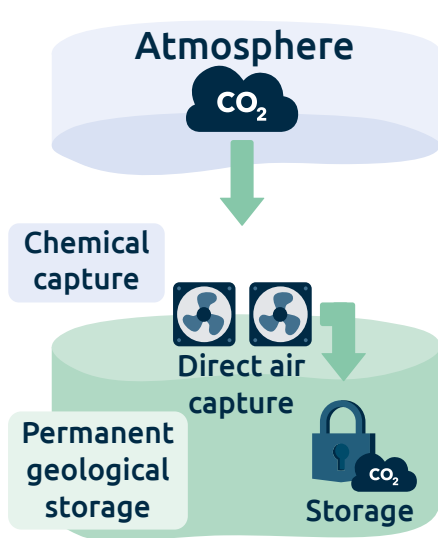 Atmosphere
CO₂
Chemical
capture
Direct air
capture
Permanent
geological
storage
CO₂
Storage